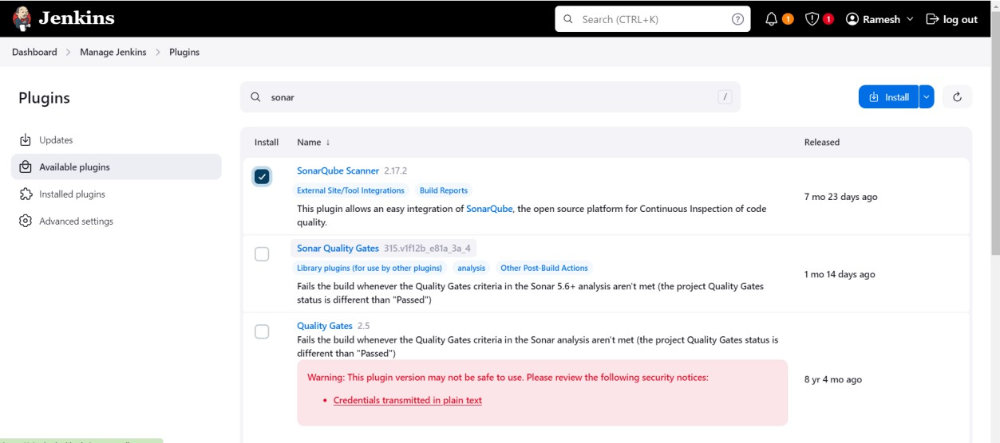 Jenkins
Search (CTRL+K)
1
1
Ramesh
log out
Dashboard > Manage Jenkins > Plugins
Plugins
sonar
/
Install
Updates
Available plugins
Installed plugins
Advanced settings
Install Name ↓ Released
SonarQube Scanner 2.17.2
External Site/Tool Integrations Build Reports
This plugin allows an easy integration of SonarQube, the open source platform for Continuous Inspection of code
quality.
7 mo 23 days ago
Sonar Quality Gates 315.v1f12b_e81a_3a_4
Library plugins (for use by other plugins) analysis Other Post-Build Actions
Fails the build whenever the Quality Gates criteria in the Sonar 5.6+ analysis aren't met (the project Quality Gates
status is different than "Passed")
1 mo 14 days ago
Quality Gates 2.5
Fails the build whenever the Quality Gates criteria in the Sonar analysis aren't met (the project Quality Gates status is
different than "Passed")
Warning: This plugin version may not be safe to use. Please review the following security notices:
• Credentials transmitted in plain text
8 yr 4 mo ago